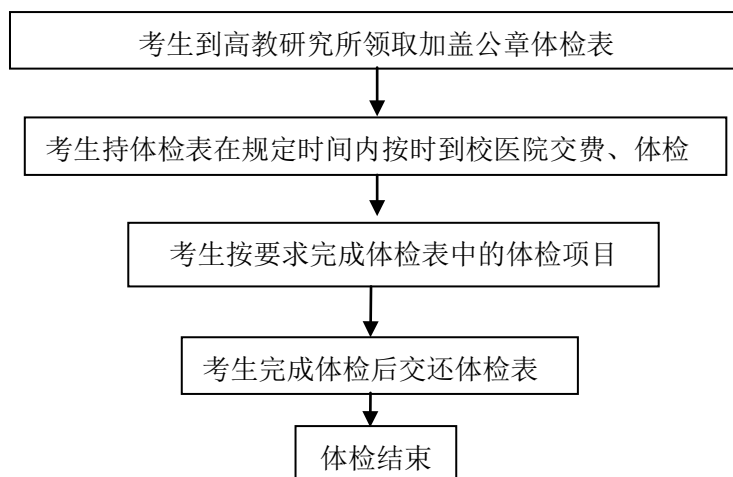 考生到高教研究所领取加盖公章体检表
考生持体检表在规定时间内按时到校医院交费、体检
考生按要求完成体检表中的体检项目
考生完成体检后交还体检表
体检结束